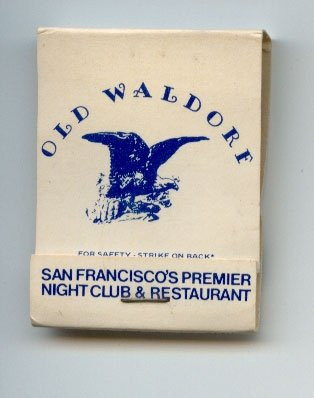 OLD WALDORF
FOR SAFETY - STRIKE ON BACK*
SAN FRANCISCO'S PREMIER
NIGHT CLUB & RESTAURANT